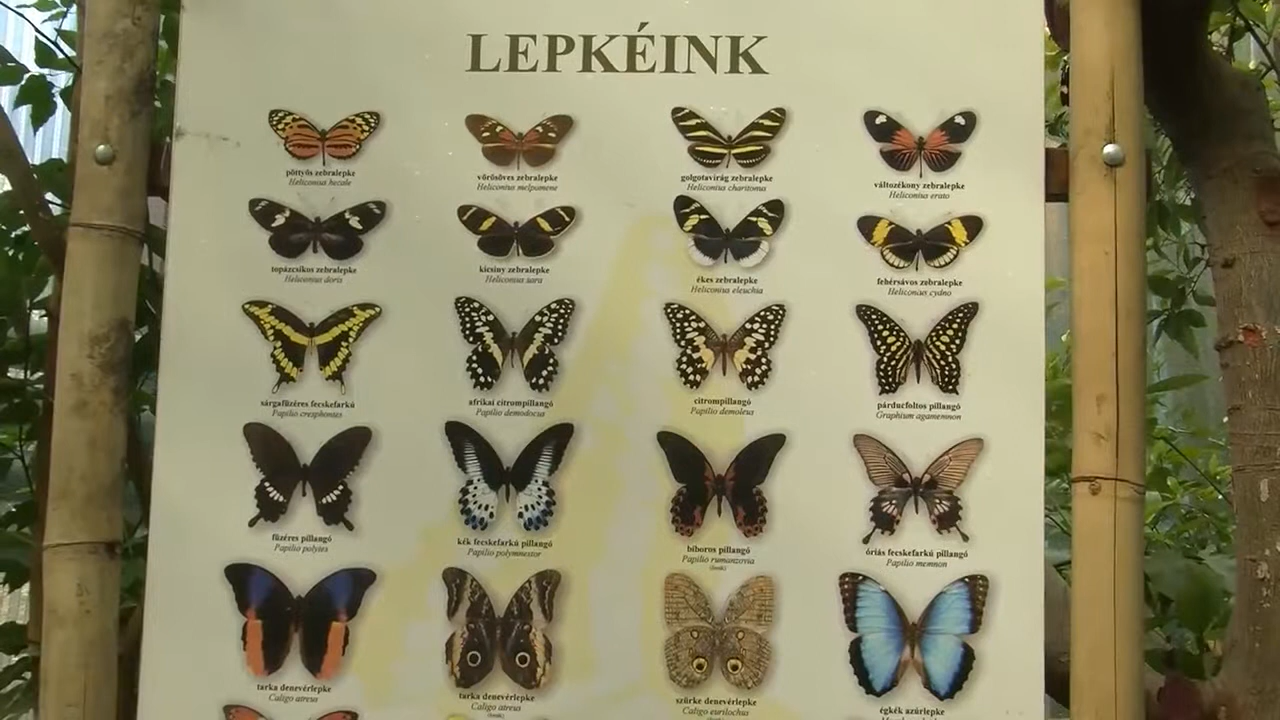 LEPKÉINK
pöttyös zebralepke
Heliconius hecale
vörösöves zebralepke
Heliconius melpomene
golgotavirág zebralepke
Heliconius charitonus
változékony zebralepke
Heliconius erato
topázcsíkos zebralepke
Heliconius doris
kicsiny zebralepke
Heliconius sara
ékes zebralepke
Heliconius eleuchia
fehérsávos zebralepke
Heliconius cydno
sárgafüzéres fecskefarkú
Papilio cresphontes
afrikai citrompillangó
Papilio demodocus
citrompillangó
Papilio demoleus
párducfoltos pillangó
Graphium agamemnon
füzéres pillangó
Papilio polytes
kék fecskefarkú pillangó
Papilio polymnestor
bíboros pillangó
Papilio rumanzovia
óriás fecskefarkú pillangó
Papilio memnon
tarka denevérlepke
Caligo atreus
tarka denevérlepke
Caligo atreus
szürke denevérlepke
Caligo eurilochus
égkék azúrlepke